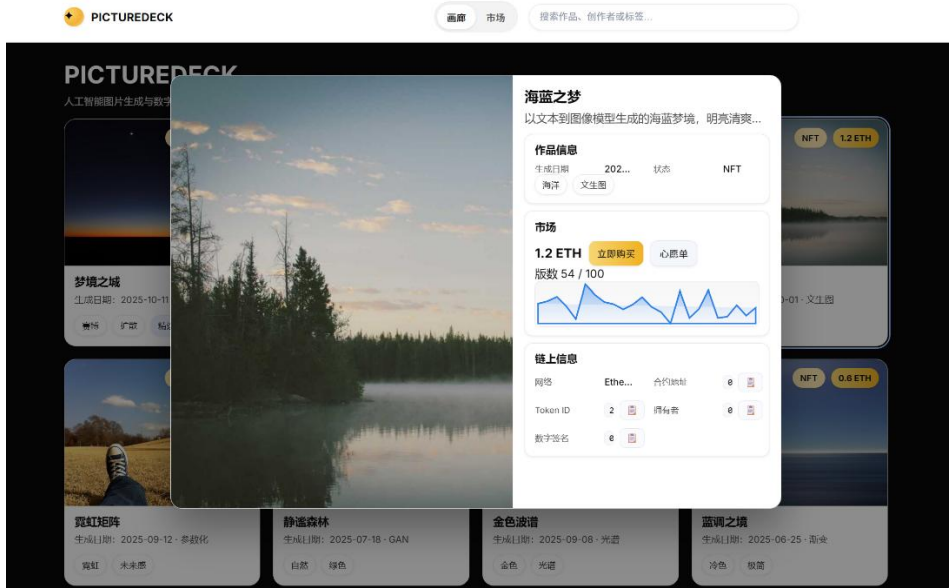 PICTUREDECK
画廊 市场
搜索作品、创作者或标签...
PICTUREDECK
人工智能图片生成与数字
NFT 1.2 ETH
梦境之城
生成日期: 2025-10-11
扩散
0-01 · 文生图
海蓝之梦
以文本到图像模型生成的海蓝梦境，明亮清爽...
作品信息
生成日期 202... 状态 NFT
海洋 文生图
市场
1.2 ETH 立即购买 心愿单
版数 54 / 100
链上信息
网络 Ethe... 合约地址 0
Token ID 2 拥有者 0
数字签名 0
NFT 0.6 ETH
霓虹矩阵
生成日期: 2025-09-12 · 参数化
霓虹 未来感
静谧森林
生成日期: 2025-07-18 · GAN
自然 绿色
金色波谱
生成日期: 2025-09-08 · 光谱
金色 光谱
蓝调之境
生成日期: 2025-06-25 · 渐变
冷色 极简